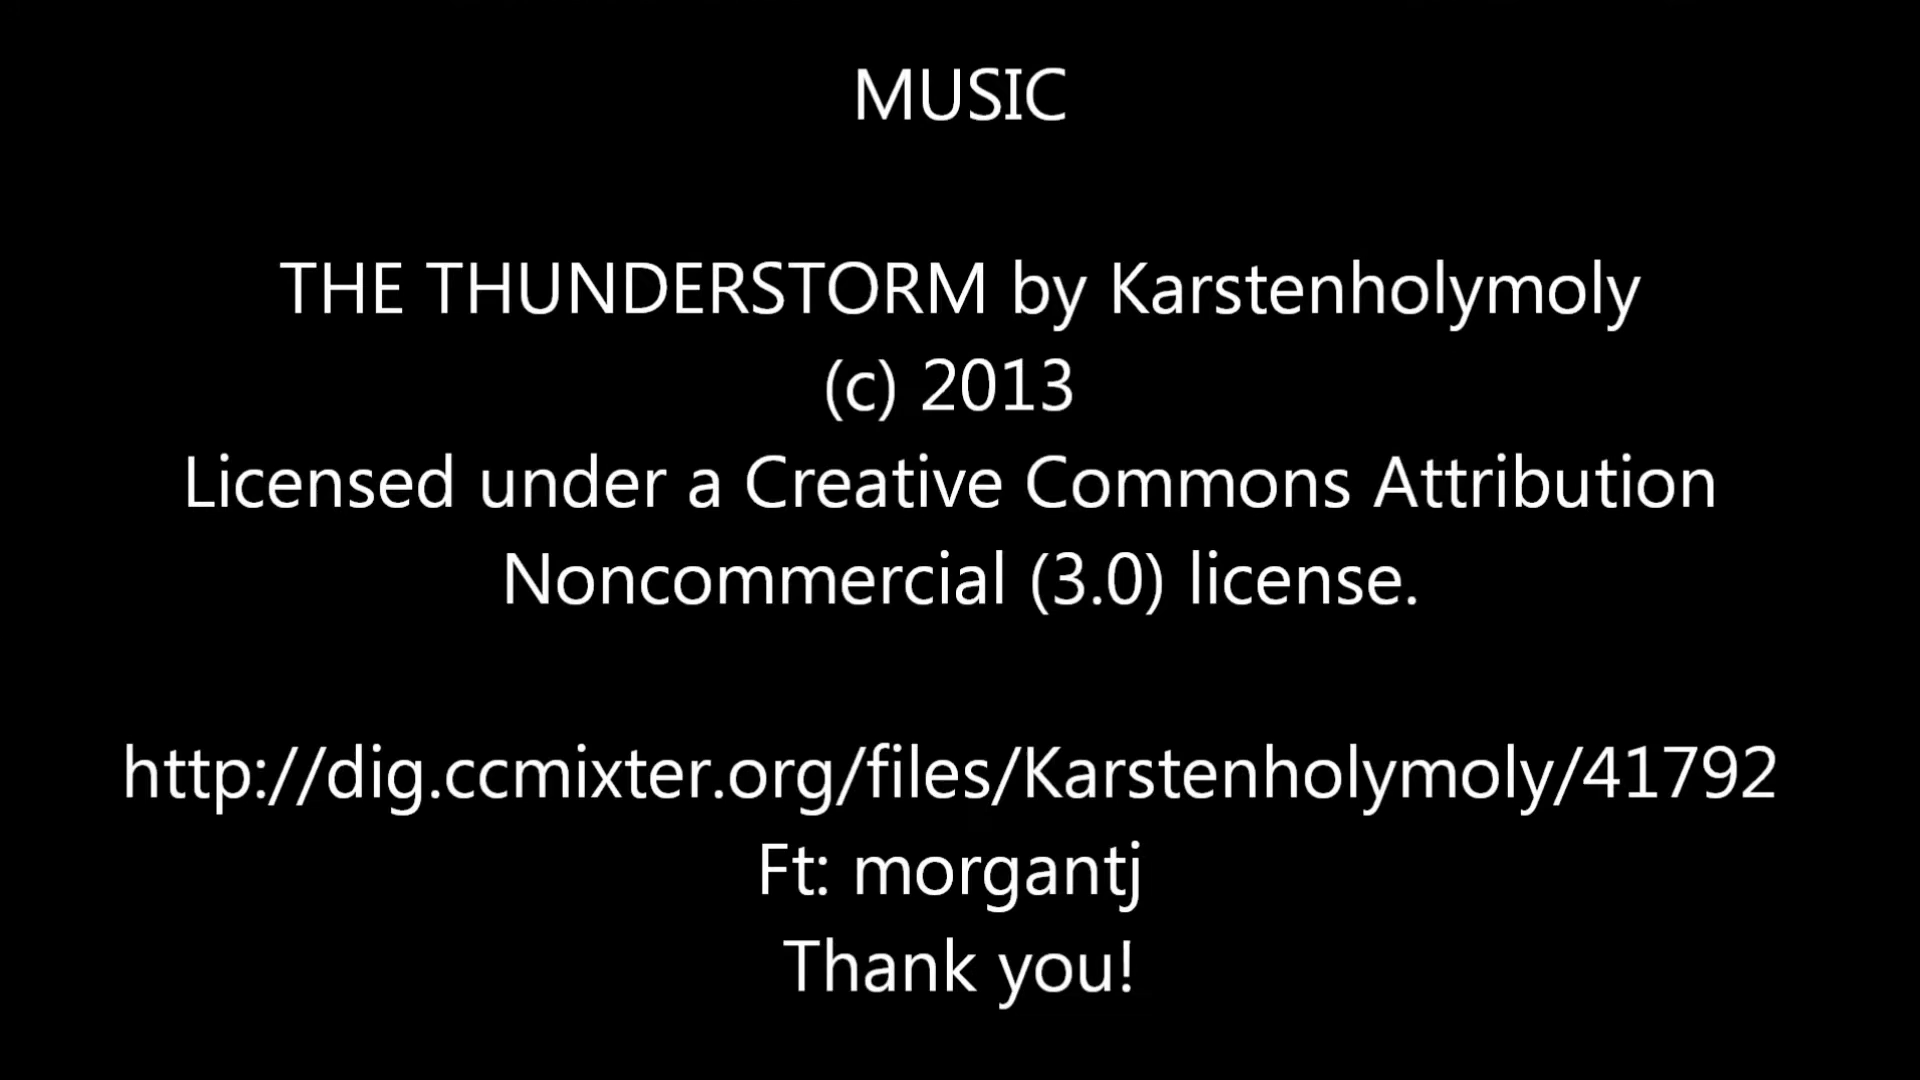 MUSIC
THE THUNDERSTORM by Karstenholymoly
(c) 2013
Licensed under a Creative Commons Attribution
Noncommercial (3.0) license.
http://dig.ccmixter.org/files/Karstenholymoly/41792
Ft: morgantj
Thank you!